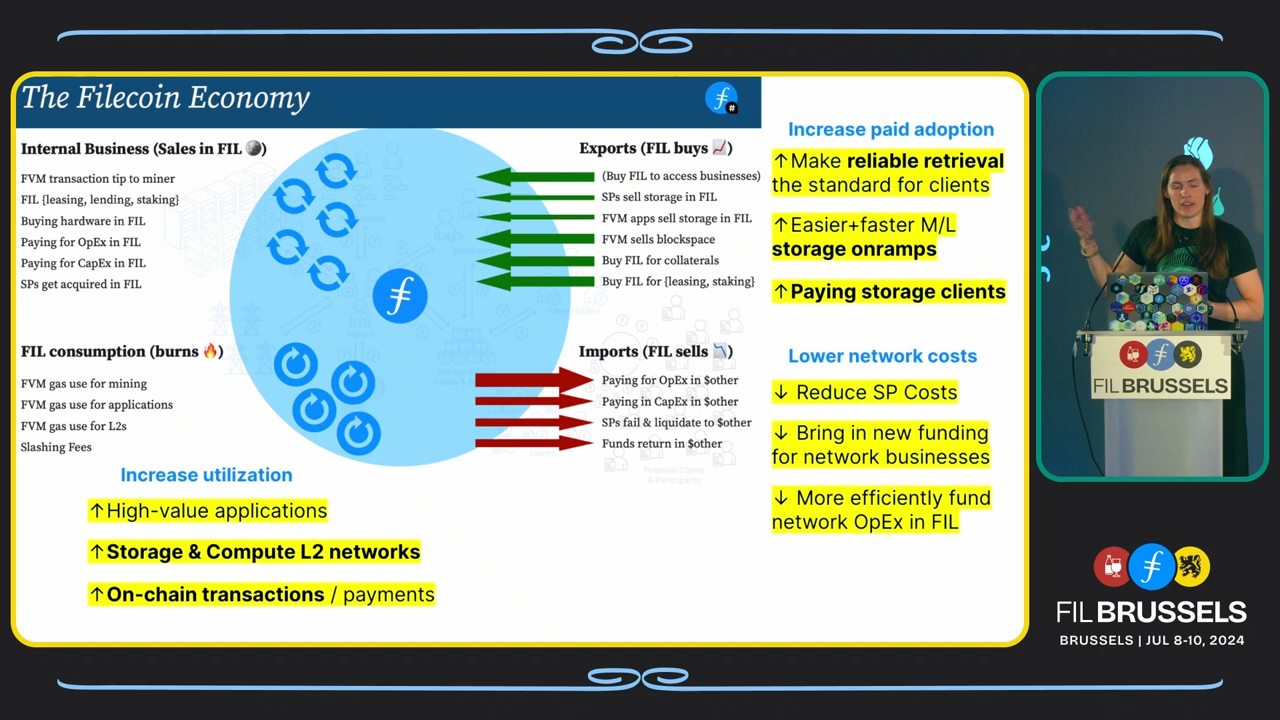 The Filecoin Economy
Internal Business (Sales in FIL 🌑)
FVM transaction tip to miner
FIL {leasing, lending, staking}
Buying hardware in FIL
Paying for OpEx in FIL
Paying for CapEx in FIL
SPs get acquired in FIL
FIL consumption (burns 🔥)
FVM gas use for mining
FVM gas use for applications
FVM gas use for L2s
Slashing Fees
Increase utilization
↑High-value applications
↑Storage & Compute L2 networks
↑On-chain transactions / payments
Exports (FIL buys 📈)
(Buy FIL to access businesses)
SPs sell storage in FIL
FVM apps sell storage in FIL
FVM sells blockspace
Buy FIL for collaterals
Buy FIL for {leasing, staking}
Imports (FIL sells 📉)
Paying for OpEx in $other
Paying in CapEx in $other
SPs fail & liquidate to $other
Funds return in $other
Potential Clients
& Participants
Increase paid adoption
↑Make reliable retrieval
the standard for clients
↑Easier+faster M/L
storage onramps
↑Paying storage clients
Lower network costs
↓ Reduce SP Costs
↓ Bring in new funding
for network businesses
↓ More efficiently fund
network OpEx in FIL
FIL BRUSSELS
FIL BRUSSELS
BRUSSELS | JUL 8-10, 2024